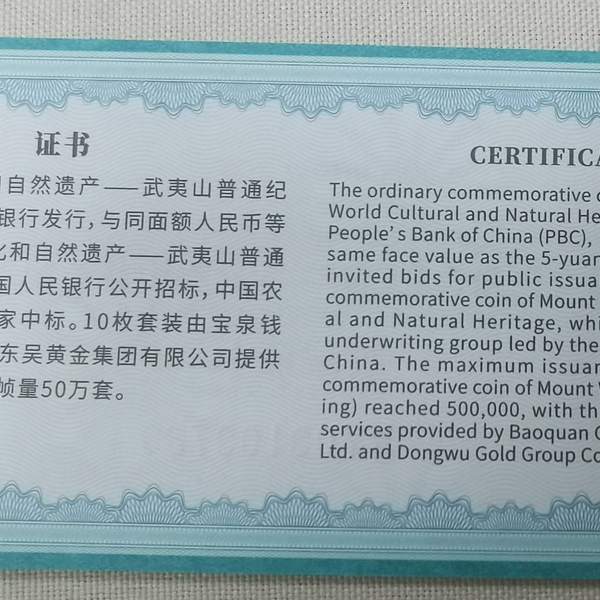 证书
自然遗产——武夷山普通纪
银行发行，与同面额人民币等
化和自然遗产——武夷山普通
国人民银行公开招标，中国农
家中标。10枚套装由宝泉钱
东吴黄金集团有限公司提供
帧量50万套。
CERTIFICA
The ordinary commemorative
World Cultural and Natural He
People's Bank of China (PBC),
same face value as the 5-yuan
invited bids for public issua
commemorative coin of Mount
al and Natural Heritage, whi
underwriting group led by the
China. The maximum issuan
commemorative coin of Mount
ing) reached 500,000, with th
services provided by Baoquan
Ltd. and Dongwu Gold Group Co